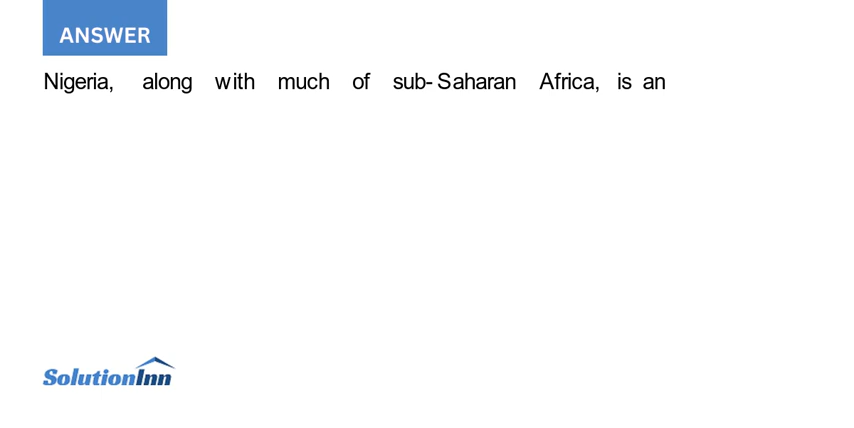 ANSWER
Nigeria, along with much of sub-Saharan Africa, is an
SolutionInn